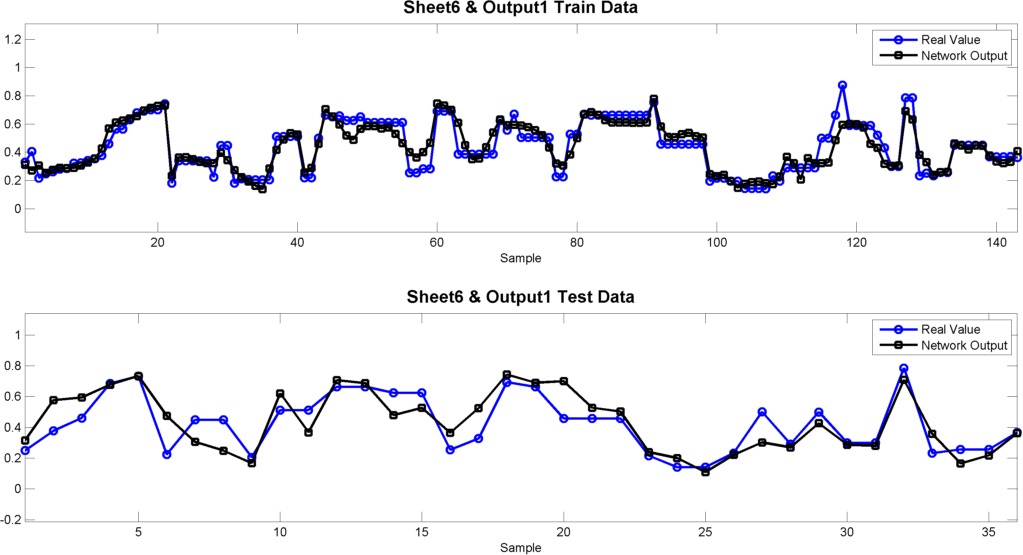 Sheet6 & Output1 Train Data
1.2
1
0.8
0.6
0.4
0.2
0
Real Value
Network Output
20 40 60 80 100 120 140
Sample
Sheet6 & Output1 Test Data
1
0.8
0.6
0.4
0.2
0
-0.2
Real Value
Network Output
5 10 15 20 25 30 35
Sample